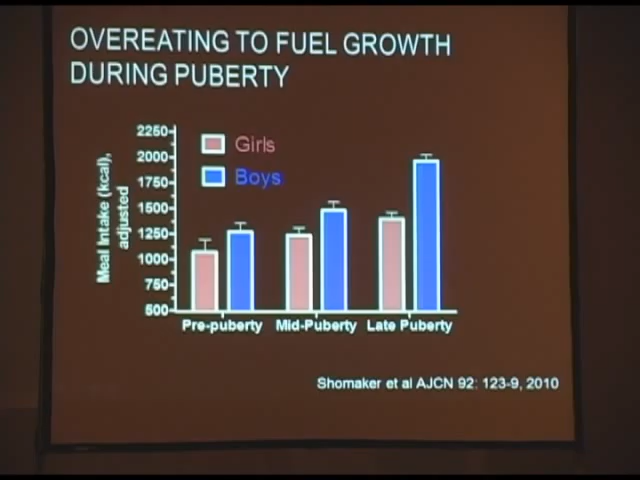 OVEREATING TO FUEL GROWTH
DURING PUBERTY
Girls
Boys
Meal Intake (kcal),
adjusted
2250
2000
1750
1500
1250
1000
750
500
Pre-puberty Mid-Puberty Late Puberty
Shomaker et al AJCN 92: 123-9, 2010